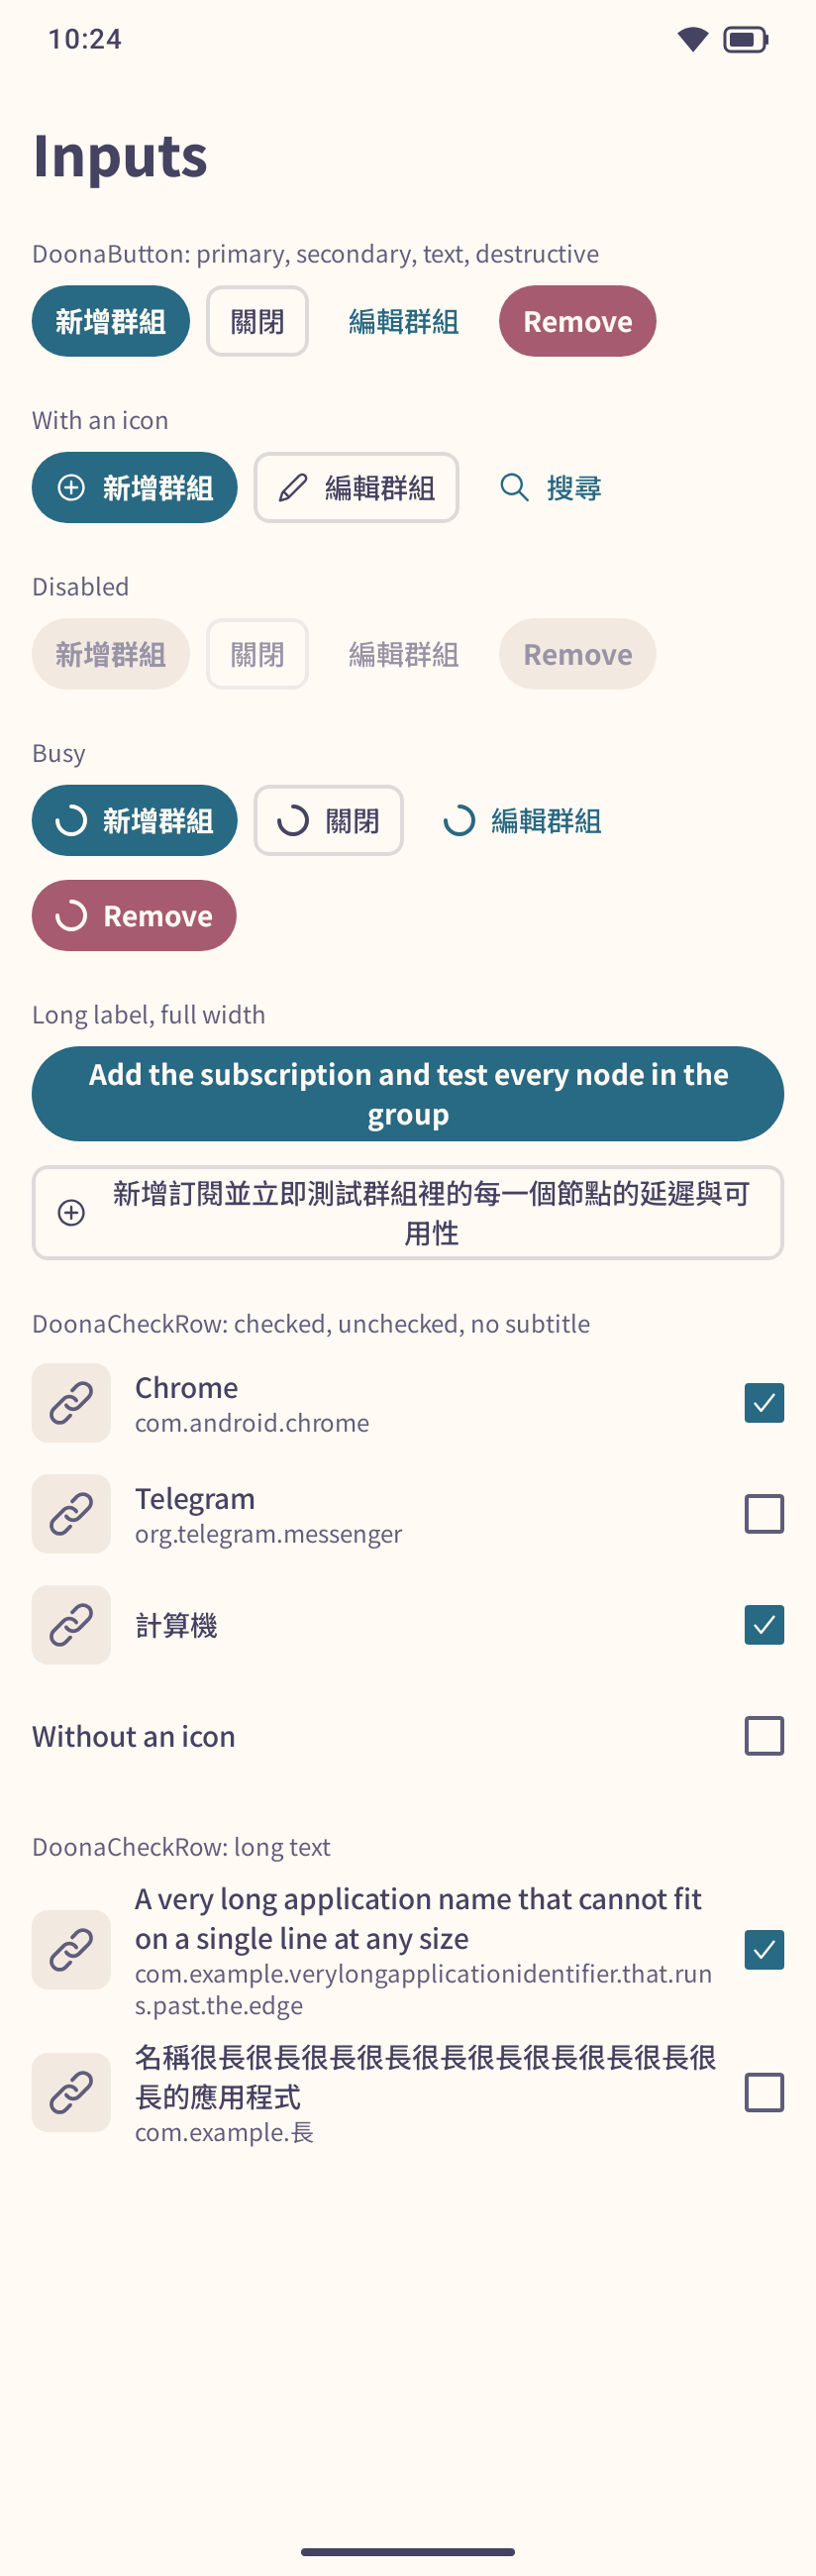 10:24
Inputs
DoonaButton: primary, secondary, text, destructive
新增群組 關閉 編輯群組 Remove
With an icon
新增群組 編輯群組 搜尋
Disabled
新增群組 關閉 編輯群組 Remove
Busy
新增群組 關閉 編輯群組
Remove
Long label, full width
Add the subscription and test every node in the
group
新增訂閱並立即測試群組裡的每一個節點的延遲與可
用性
DoonaCheckRow: checked, unchecked, no subtitle
Chrome
com.android.chrome
Telegram
org.telegram.messenger
計算機
Without an icon
DoonaCheckRow: long text
A very long application name that cannot fit
on a single line at any size
com.example.verylongapplicationidentifier.that.run
s.past.the.edge
名稱很長很長很長很長很長很長很長很長很長很
長的應用程式
com.example.長